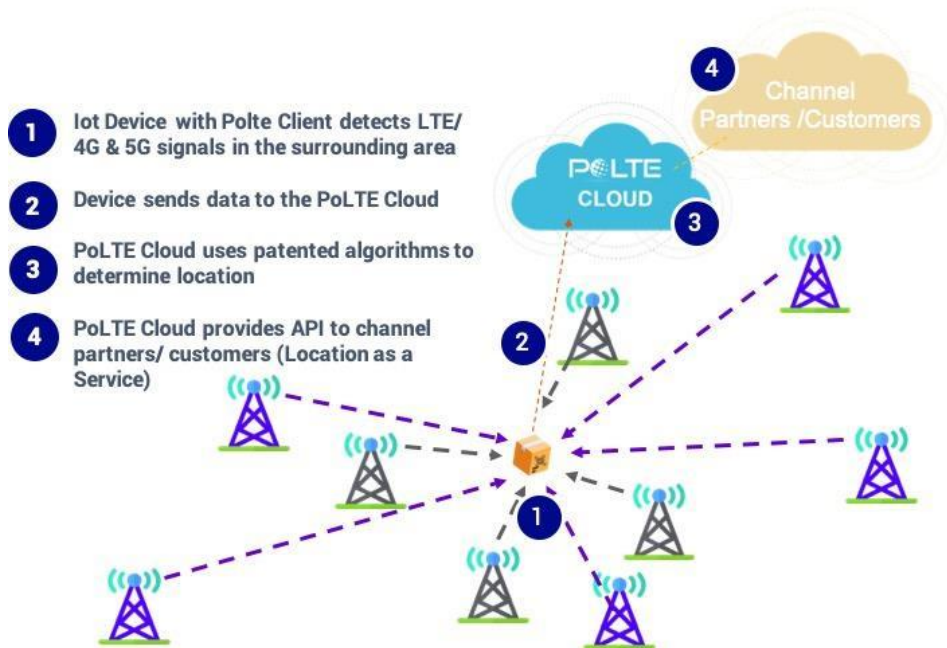 4
Channel
Partners /Customers
1
Iot Device with Polte Client detects LTE/
4G & 5G signals in the surrounding area
POLTE
CLOUD
2
Device sends data to the PoLTE Cloud
3
3
PoLTE Cloud uses patented algorithms to
determine location
4
PoLTE Cloud provides API to channel
partners/ customers (Location as a
Service)
2
1